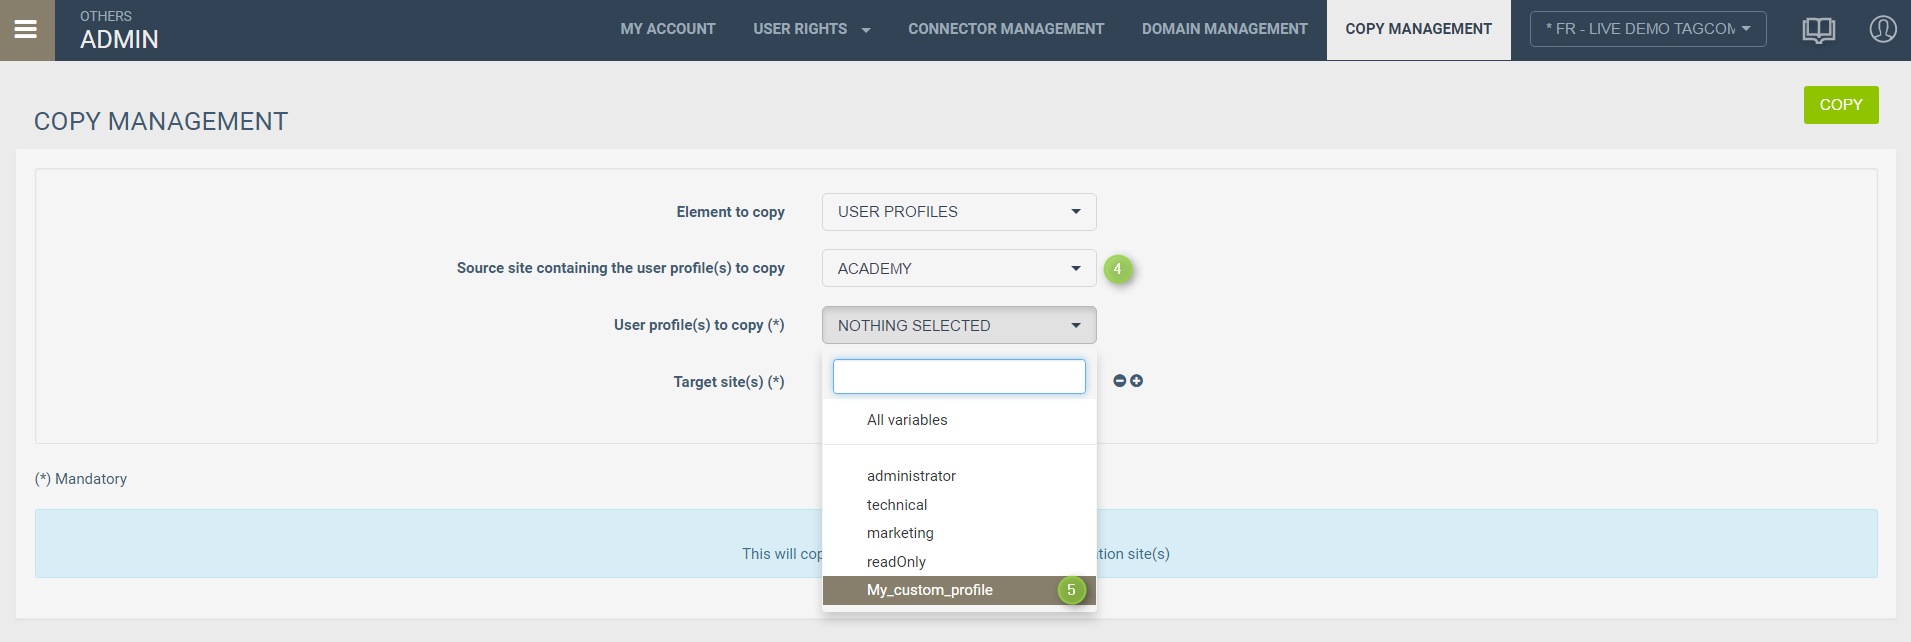 OTHERS
ADMIN
MY ACCOUNT
USER RIGHTS
CONNECTOR MANAGEMENT
DOMAIN MANAGEMENT
COPY MANAGEMENT
* FR - LIVE DEMO TAGCOM
COPY MANAGEMENT
COPY
Element to copy
USER PROFILES
Source site containing the user profile(s) to copy
ACADEMY
4
User profile(s) to copy (*)
NOTHING SELECTED
Target site(s) (*)
All variables
administrator
technical
marketing
readOnly
My_custom_profile
5
(*) Mandatory
This will cop
tion site(s)